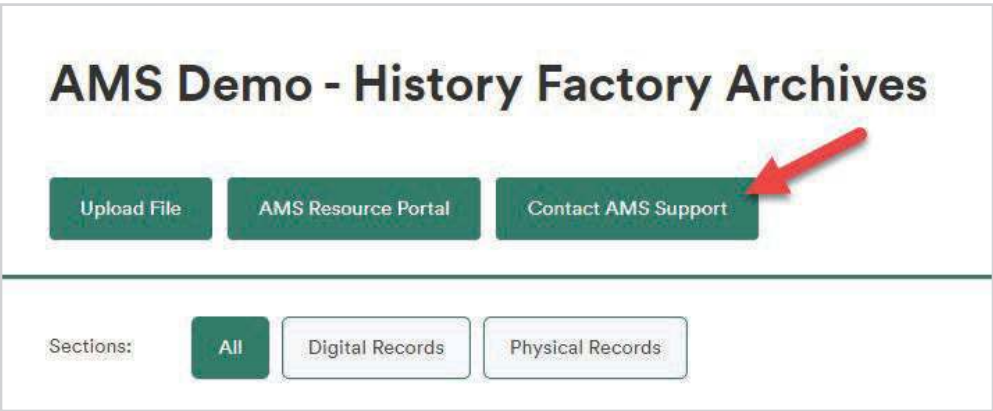 AMS Demo - History Factory Archives
Upload File AMS Resource Portal Contact AMS Support
Sections: All Digital Records Physical Records